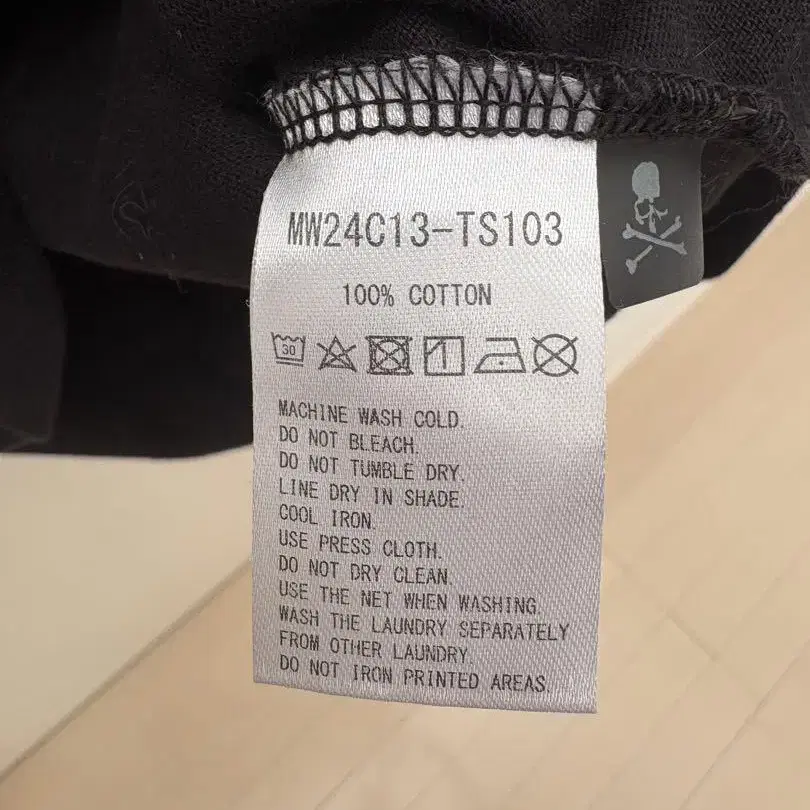 MW24C13-TS103
100% COTTON
30
MACHINE WASH COLD.
DO NOT BLEACH.
DO NOT TUMBLE DRY.
LINE DRY IN SHADE.
COOL IRON.
USE PRESS CLOTH.
DO NOT DRY CLEAN.
USE THE NET WHEN WASHING.
WASH THE LAUNDRY SEPARATELY
FROM OTHER LAUNDRY.
DO NOT IRON PRINTED AREAS.